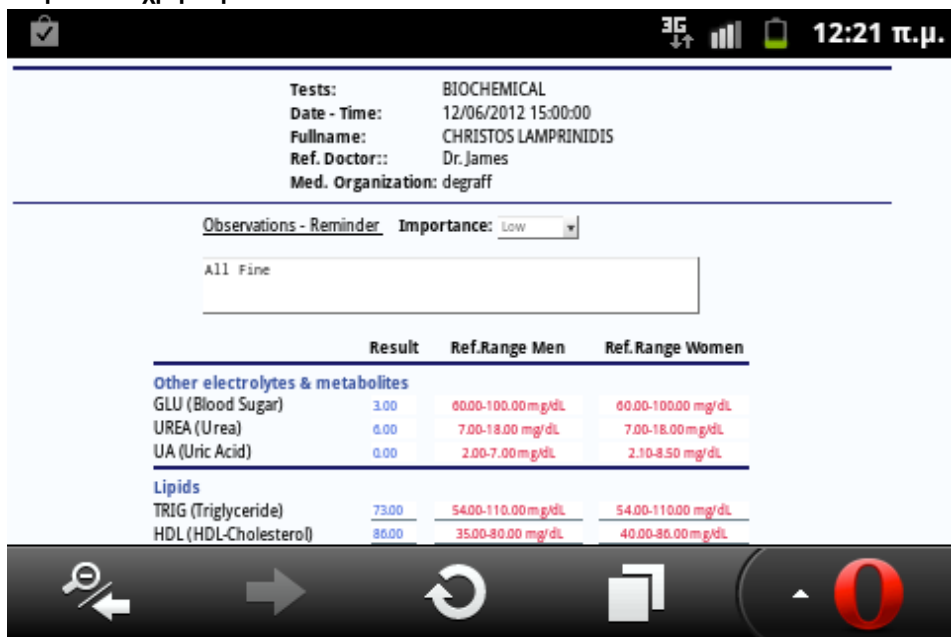 3G 12:21 π.μ.
Tests: BIOCHEMICAL
Date - Time: 12/06/2012 15:00:00
Fullname: CHRISTOS LAMPRINIDIS
Ref. Doctor:: Dr. James
Med. Organization: degraff
Observations - Reminder Importance: Low
All Fine
Result Ref.Range Men Ref.Range Women
Other electrolytes & metabolites
GLU (Blood Sugar) 3.00 60.00-100.00 mg/dL 60.00-100.00 mg/dL
UREA (Urea) 6.00 7.00-18.00 mg/dL 7.00-18.00 mg/dL
UA (Uric Acid) 0.00 2.00-7.00 mg/dL 2.10-8.50 mg/dL
Lipids
TRIG (Triglyceride) 73.00 54.00-110.00 mg/dL 54.00-110.00 mg/dL
HDL (HDL-Cholesterol) 86.00 35.00-80.00 mg/dL 40.00-86.00 mg/dL